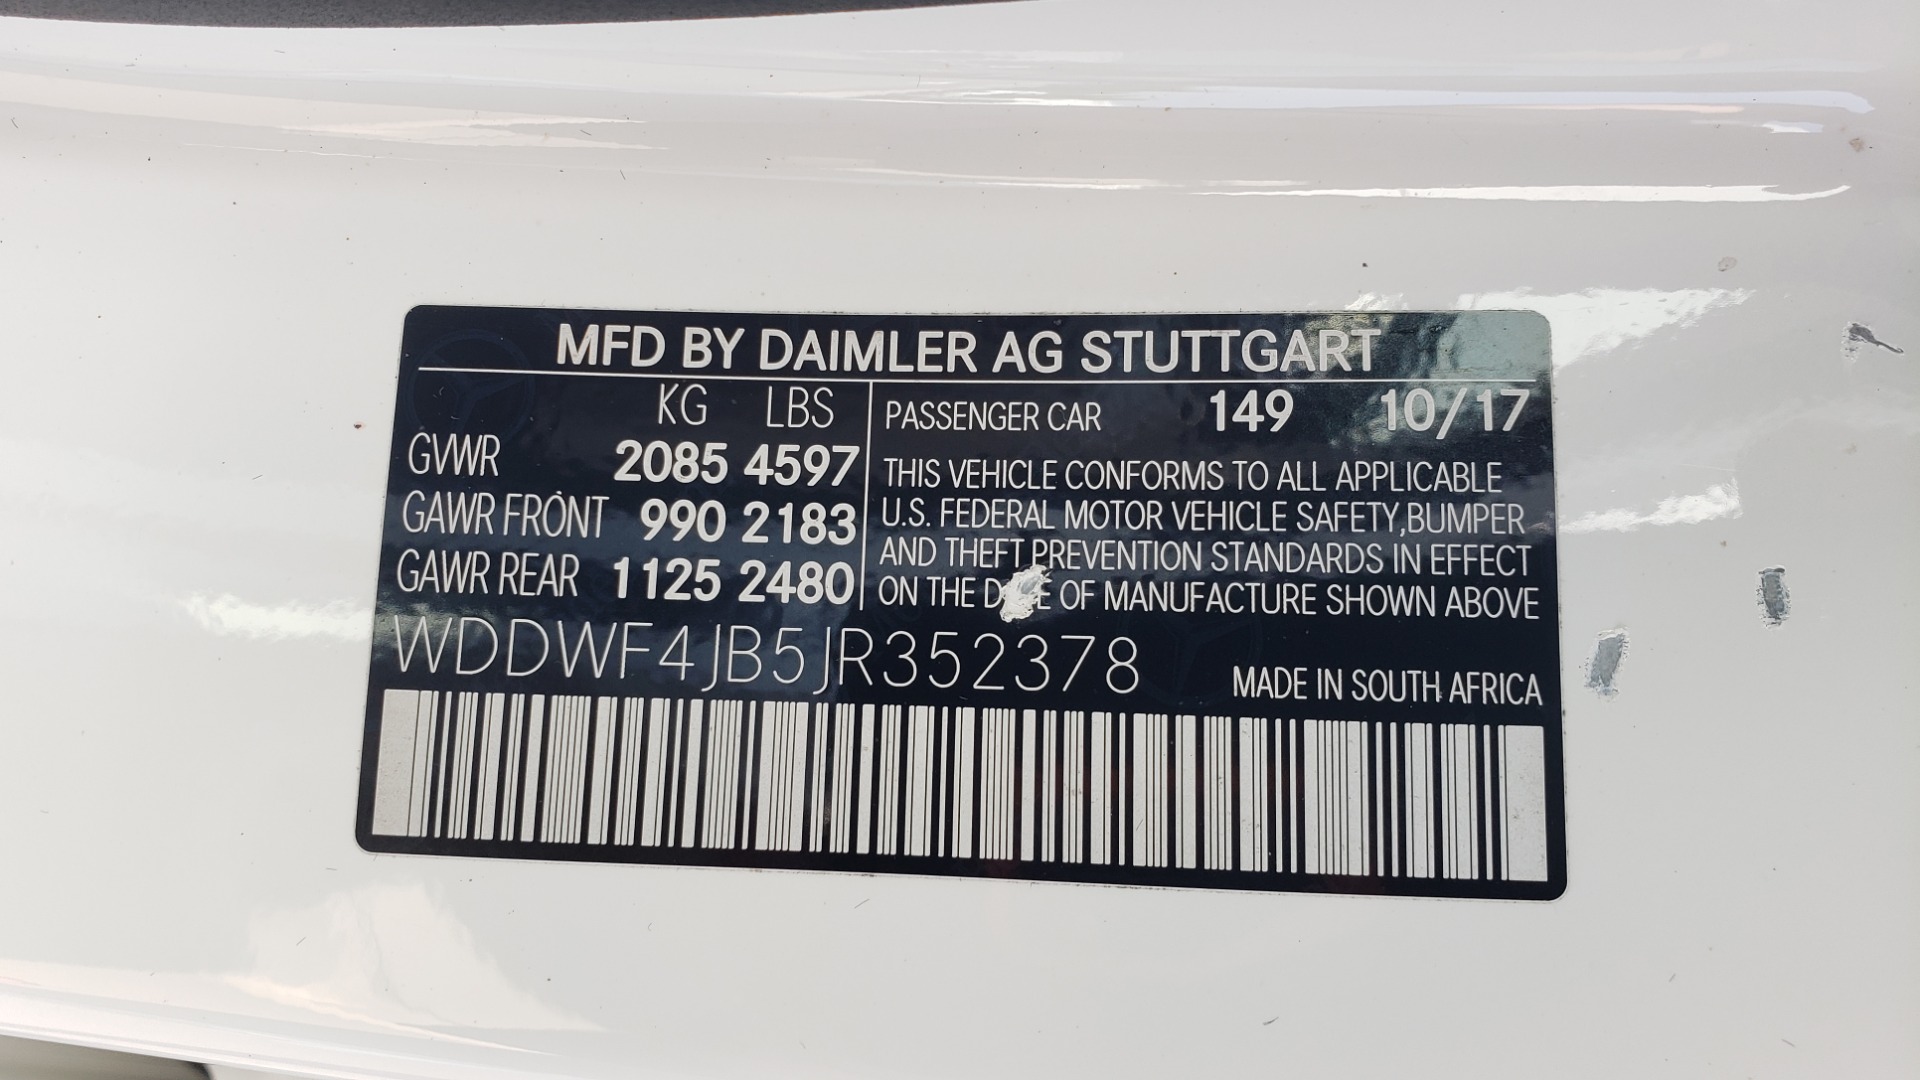 MFD BY DAIMLER AG STUTTGART
KG LBS
GVWR 2085 4597
GAWR FRONT 990 2183
GAWR REAR 1125 2480
PASSENGER CAR 149 10/17
THIS VEHICLE CONFORMS TO ALL APPLICABLE
U.S. FEDERAL MOTOR VEHICLE SAFETY,BUMPER
AND THEFT PREVENTION STANDARDS IN EFFECT
ON THE OF MANUFACTURE SHOWN ABOVE
WDDWF4JB5JR352378
MADE IN SOUTH AFRICA